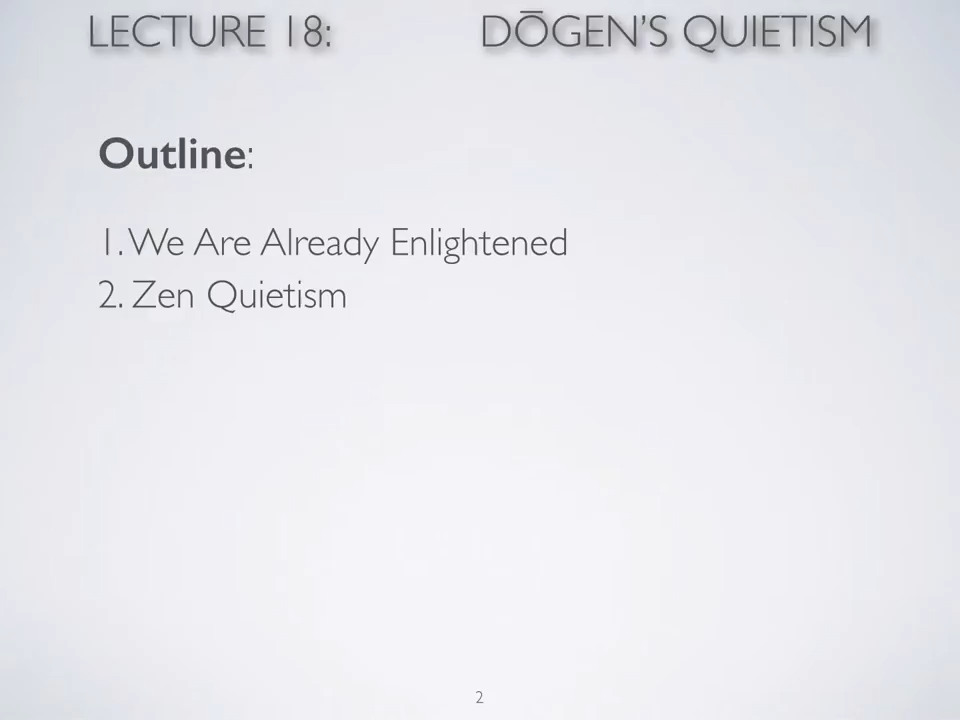 LECTURE 18: DŌGEN'S QUIETISM
Outline:
1. We Are Already Enlightened
2. Zen Quietism
2